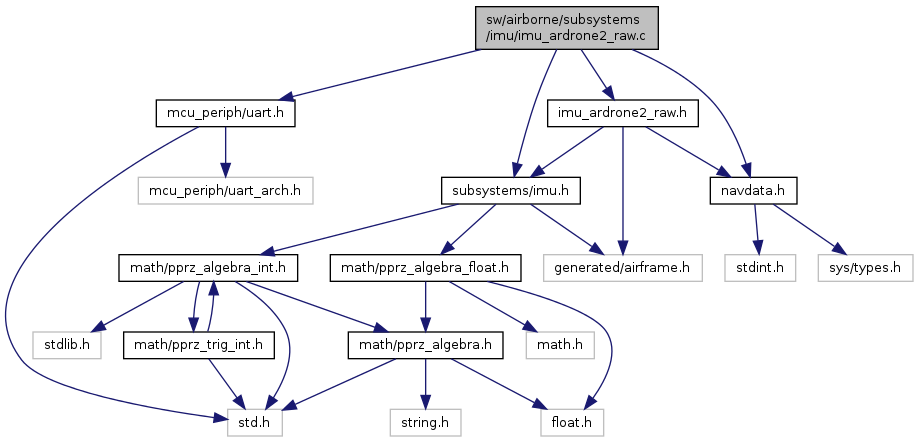 sw/airborne/subsystems
/imu/imu_ardrone2_raw.c
mcu_periph/uart.h
imu_ardrone2_raw.h
mcu_periph/uart_arch.h
subsystems/imu.h
navdata.h
math/pprz_algebra_int.h
math/pprz_algebra_float.h
generated/airframe.h
stdint.h
sys/types.h
stdlib.h
math/pprz_trig_int.h
math/pprz_algebra.h
math.h
std.h
string.h
float.h